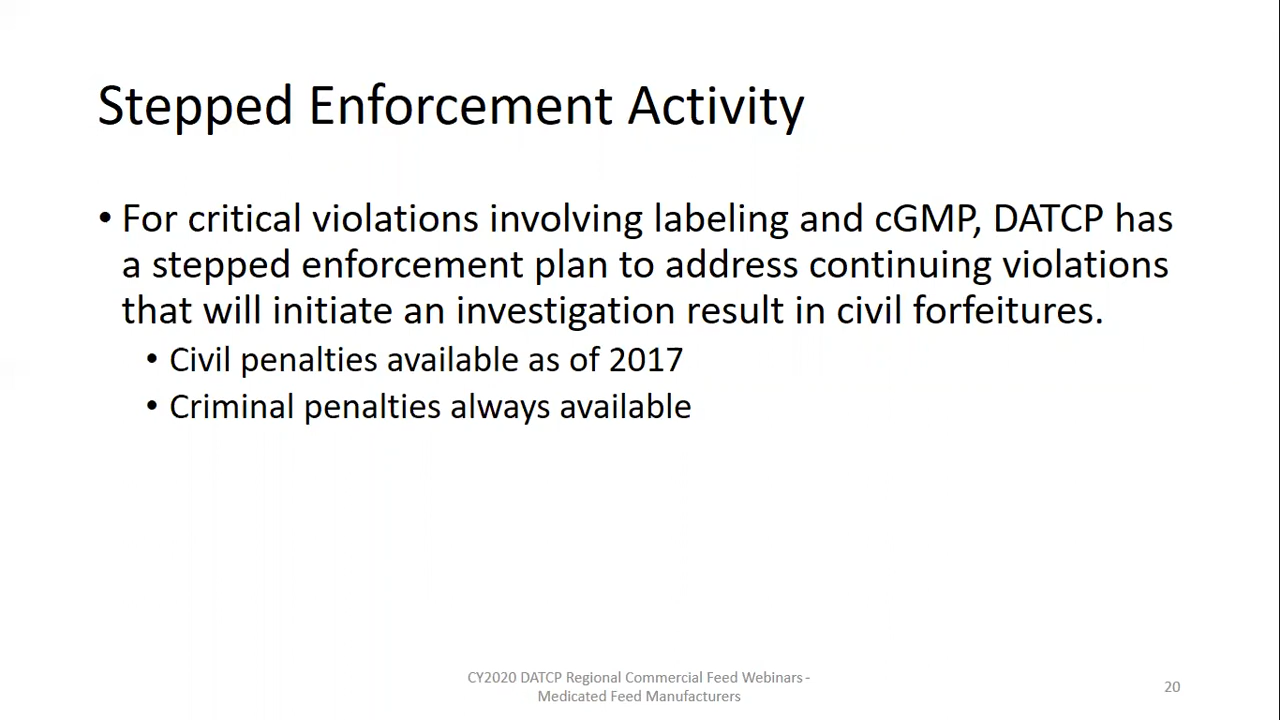 Stepped Enforcement Activity
• For critical violations involving labeling and cGMP, DATCP has
a stepped enforcement plan to address continuing violations
that will initiate an investigation result in civil forfeitures.
• Civil penalties available as of 2017
• Criminal penalties always available
CY2020 DATCP Regional Commercial Feed Webinars -
Medicated Feed Manufacturers
20